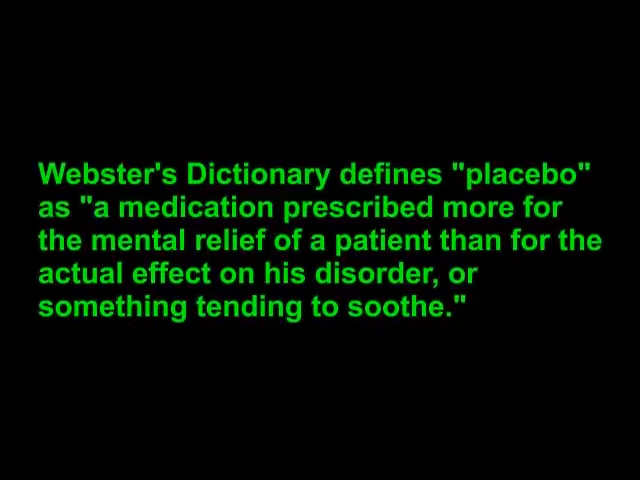 Webster's Dictionary defines "placebo"
as "a medication prescribed more for
the mental relief of a patient than for the
actual effect on his disorder, or
something tending to soothe."